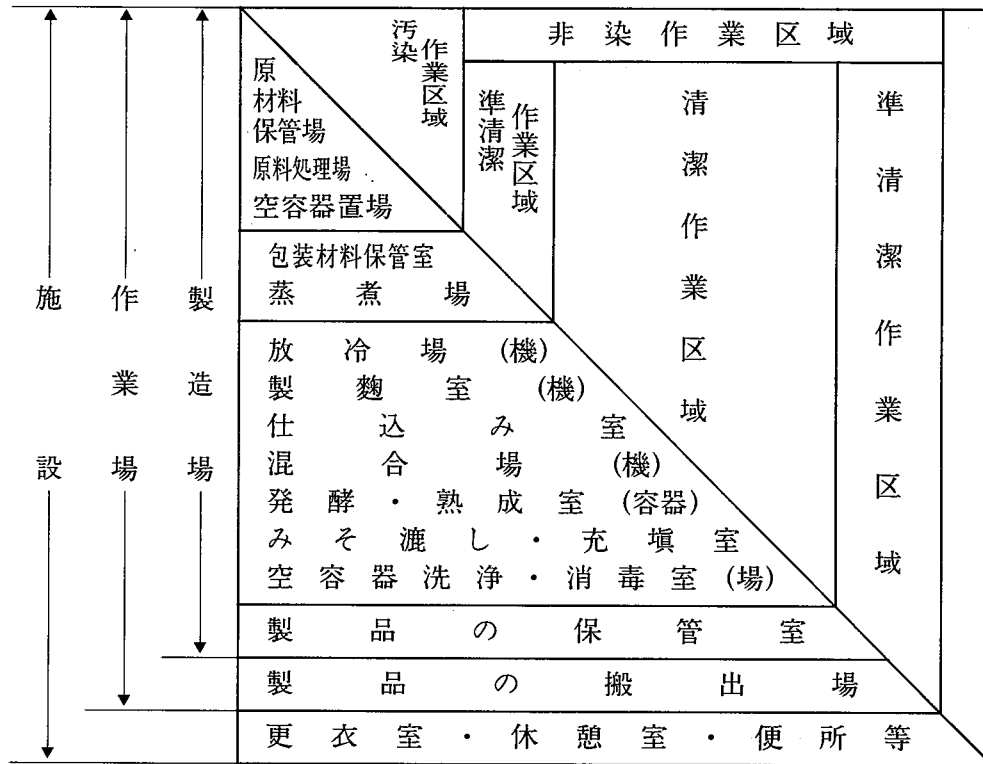 施設
作業場
製造場
汚染
作業区域
非染作業区域
準清潔
作業区域
清潔作業区域
準清潔作業区域
原
材料
保管場
原料処理場
空容器置場
包装材料保管室
蒸煮場
放冷場(機)
製麴室(機)
仕込み室
混合場(機)
発酵・熟成室(容器)
みそ漉し・充塡室
空容器洗浄・消毒室(場)
製品の保管室
製品の搬出場
更衣室・休憩室・便所等